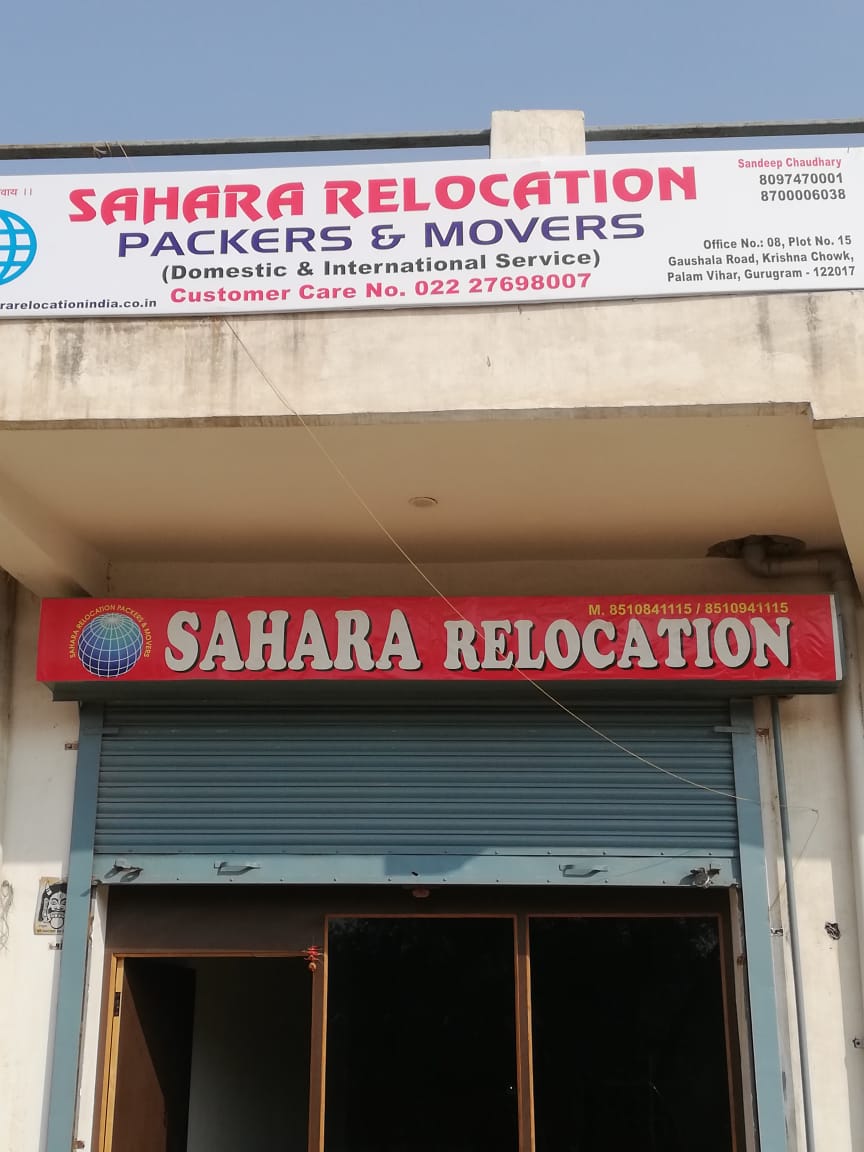 वाय ।।
SAHARA RELOCATION
PACKERS & MOVERS
(Domestic & International Service)
Customer Care No. 022 27698007
rarelocationindia.co.in
Sandeep Chaudhary
8097470001
8700006038
Office No.: 08, Plot No. 15
Gaushala Road, Krishna Chowk,
Palam Vihar, Gurugram - 122017
SAHARA RELOCATION PACKERS & MOVERS
M. 8510841115 / 8510941115
SAHARA RELOCATION